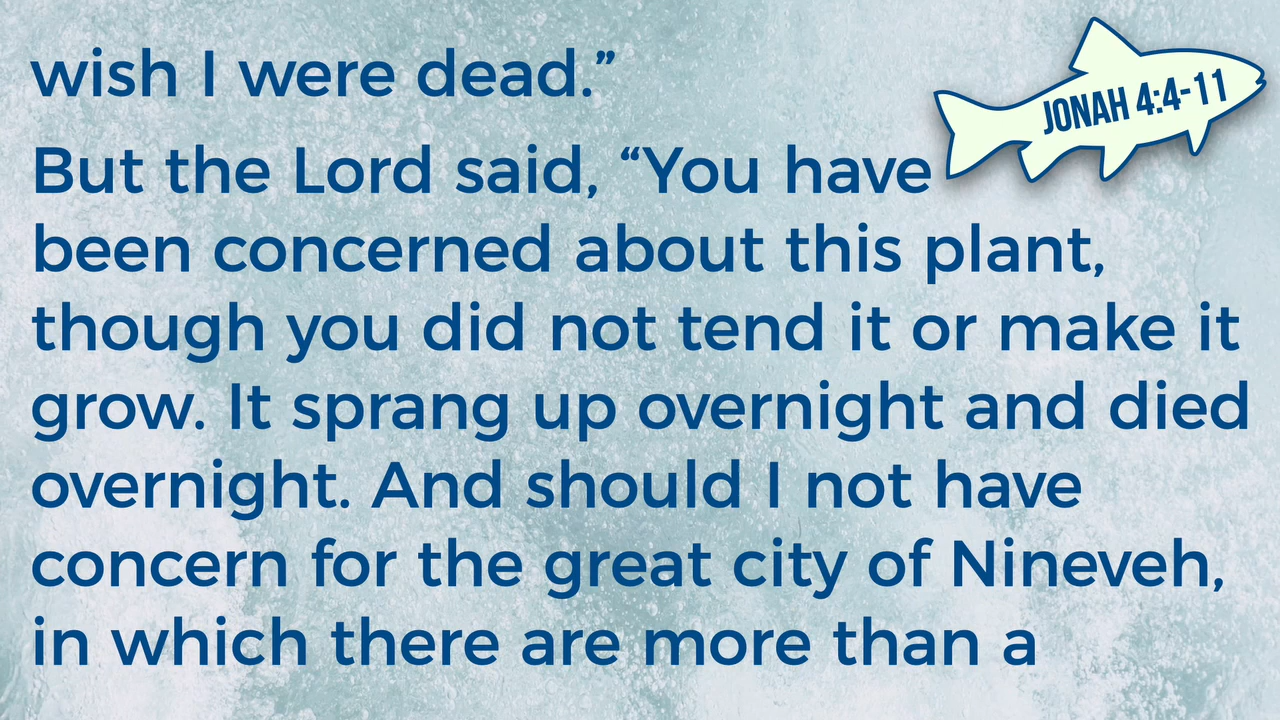 wish I were dead.”
JONAH 4:4-11
But the Lord said, “You have
been concerned about this plant,
though you did not tend it or make it
grow. It sprang up overnight and died
overnight. And should I not have
concern for the great city of Nineveh,
in which there are more than a